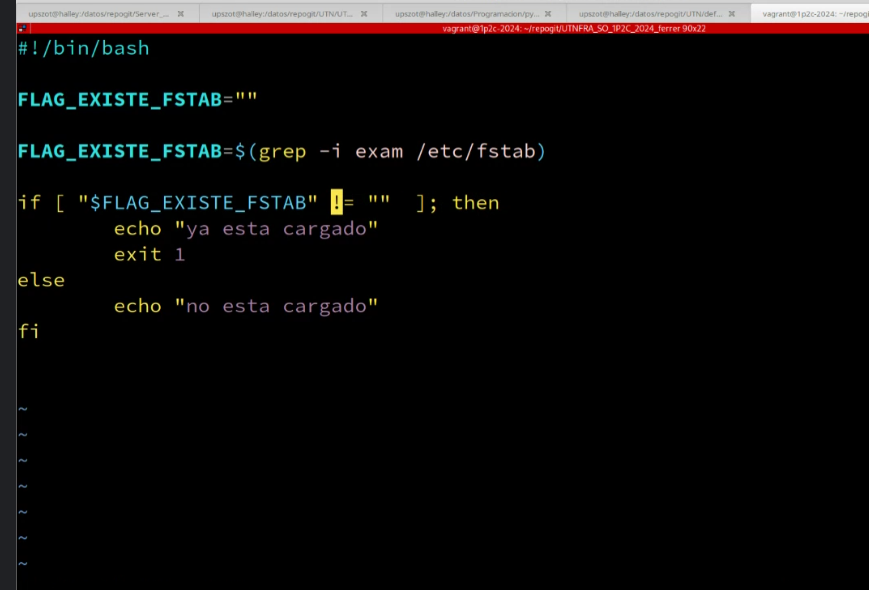 upszot@halley:/datos/repogit/Server_... ✕ upszot@halley:/datos/repogit/UTN/UT... ✕ upszot@halley:/datos/Programacion/py... ✕ upszot@halley:/datos/repogit/UTN/def... ✕ vagrant@1p2c-2024: ~/repogi
vagrant@1p2c-2024: ~/repogit/UTNFRA_SO_1P2C_2024_ferrer 90x22
#!/bin/bash
FLAG_EXISTE_FSTAB=""
FLAG_EXISTE_FSTAB=$(grep -i exam /etc/fstab)
if [ "$FLAG_EXISTE_FSTAB" != "" ]; then
echo "ya esta cargado"
exit 1
else
echo "no esta cargado"
fi
~
~
~
~
~
~
~